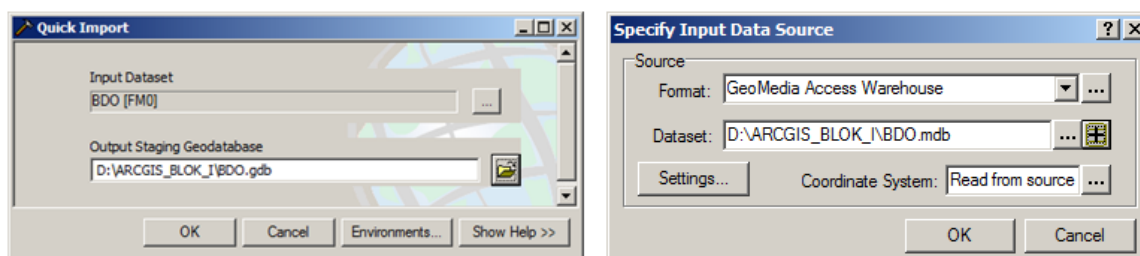 Quick Import
Input Dataset
BDO [FM0]
...
Output Staging Geodatabase
D:\ARCGIS_BLOK_I\BDO.gdb
OK Cancel Environments... Show Help >>
Specify Input Data Source
Source
Format: GeoMedia Access Warehouse ...
Dataset: D:\ARCGIS_BLOK_I\BDO.mdb ...
Settings... Coordinate System: Read from source ...
OK Cancel